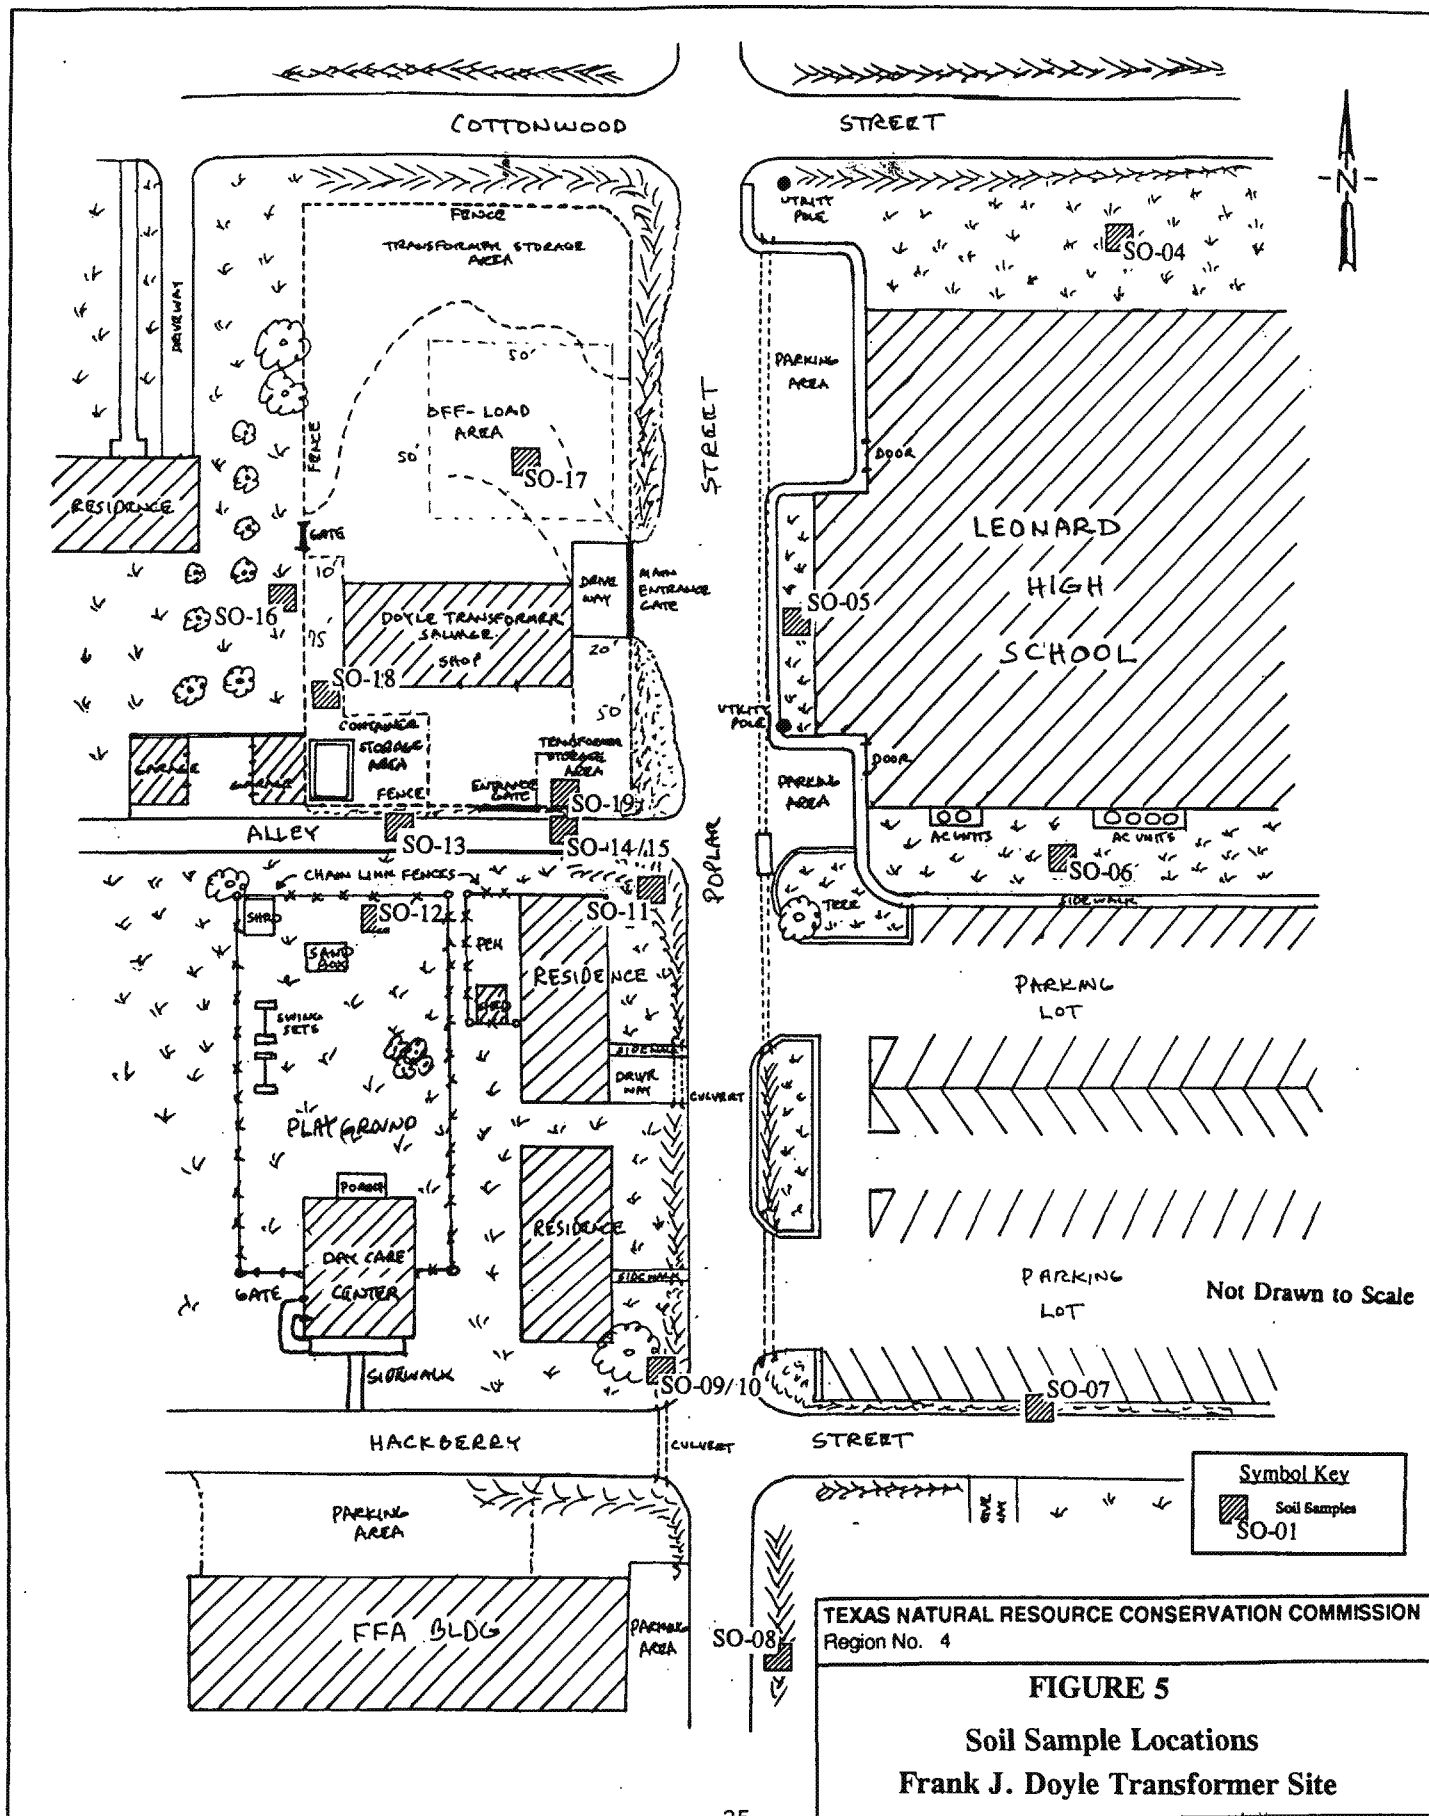 COTTONWOOD STREET
N
FENCE
TRANSFORMER STORAGE
AREA
UTILITY
POLE
SO-04
DRIVEWAY
50'
PARKING
AREA
OFF-LOAD
AREA
50'
FENCE
SO-17
STREET
DOOR
RESIDENCE
GATE
LEONARD
HIGH
SCHOOL
10'
DRIVE
WAY
MAIN
ENTRANCE
GATE
SO-16
75'
DOYLE TRANSFORMER
SALVAGE
SHOP
20'
SO-05
SO-18
50'
UTILITY
POLE
CONTAINER
STORAGE
AREA
TRANSFORMER
STORAGE
AREA
DOOR
GARAGE
GARAGE
FENCE
ENTRANCE
GATE
SO-19
PARKING
AREA
ALLEY
SO-13
SO-14/15
POPLAR
AC UNITS
AC UNITS
SO-06
CHAIN LINK FENCES
SHED
SO-12
SO-11
TREE
SIDEWALK
SAND
BOX
PEN
RESIDENCE
SHED
PARKING
LOT
SWING
SETS
SIDEWALK
DRIVE
WAY
CULVERT
PLAYGROUND
PORCH
RESIDENCE
DAY CARE
CENTER
SIDEWALK
GATE
PARKING
LOT
Not Drawn to Scale
SIDEWALK
SO-09/10
SO-07
HACKBERRY STREET
CULVERT
Symbol Key
Soil Samples
SO-01
PARKING
AREA
FFA BLDG
PARKING
AREA
SO-08
TEXAS NATURAL RESOURCE CONSERVATION COMMISSION
Region No. 4
FIGURE 5
Soil Sample Locations
Frank J. Doyle Transformer Site